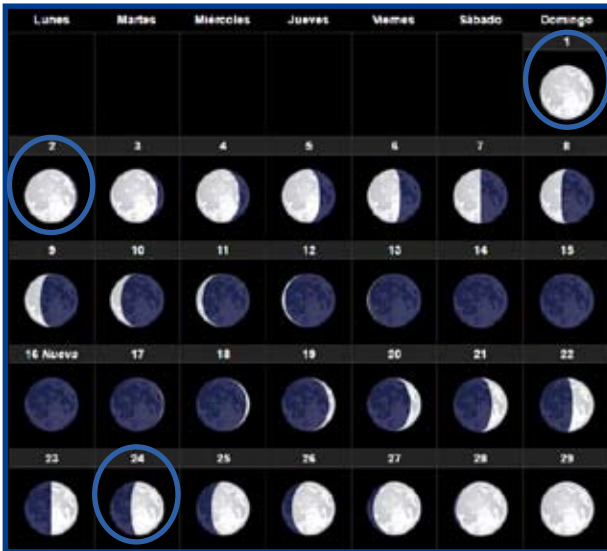 Lunes Martes Miércoles Jueves Viernes Sábado Domingo
1
2 3 4 5 6 7 8
9 10 11 12 13 14 15
16 Nueva 17 18 19 20 21 22
23 24 25 26 27 28 29